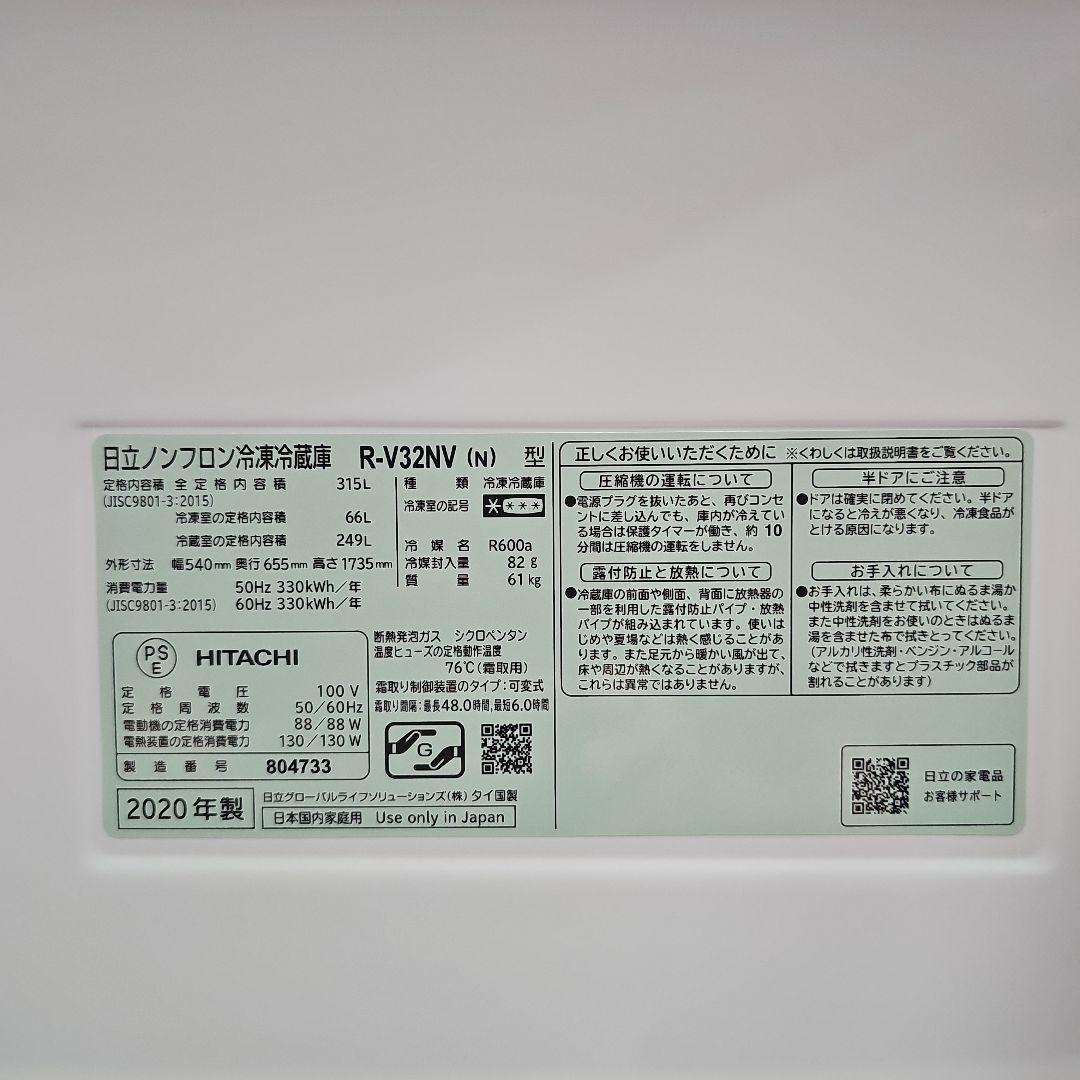 日立ノンフロン冷凍冷蔵庫 R-V32NV (N) 型
定格内容積 全定格内容積 315L
(JISC9801-3:2015)
冷凍室の定格内容積 66L
冷蔵室の定格内容積 249L
外形寸法 幅540mm 奥行655mm 高さ1735mm
消費電力量 50Hz 330kWh/年
(JISC9801-3:2015) 60Hz 330kWh/年
種類 冷凍冷蔵庫
冷凍室の記号 ****
冷媒名 R600a
冷媒封入量 82g
質量 61kg
PS
E
HITACHI
定格電圧 100V
定格周波数 50/60Hz
電動機の定格消費電力 88/88W
電熱装置の定格消費電力 130/130W
製造番号 804733
断熱発泡ガス シクロペンタン
温度ヒューズの定格動作温度
76℃(霜取用)
霜取り制御装置のタイプ:可変式
霜取り間隔:最長48.0時間,最短6.0時間
G
2020年製
日立グローバルライフソリューションズ(株) タイ国製
日本国内家庭用 Use only in Japan
正しくお使いいただくために ※くわしくは取扱説明書をご覧ください。
圧縮機の運転について
●電源プラグを抜いたあと、再びコンセ
ントに差し込んでも、庫内が冷えてい
る場合は保護タイマーが働き、約10
分間は圧縮機の運転をしません。
露付防止と放熱について
●冷蔵庫の前面や側面、背面に放熱器の
一部を利用した露付防止パイプ・放熱
パイプが組み込まれています。使いは
じめや夏場などは熱く感じることがあ
ります。また足元から暖かい風が出て、
床や周辺が熱くなることがありますが、
これらは異常ではありません。
半ドアにご注意
●ドアは確実に閉めてください。半ドア
になると冷えが悪くなり、冷凍食品が
とける原因になります。
お手入れについて
●お手入れは、柔らかい布にぬるま湯か
中性洗剤を含ませて拭いてください。
また中性洗剤をお使いのときはぬるま
湯を含ませた布で拭きとってください。
(アルカリ性洗剤・ベンジン・アルコール
などで拭きますとプラスチック部品が
割れることがあります)
日立の家電品
お客様サポート